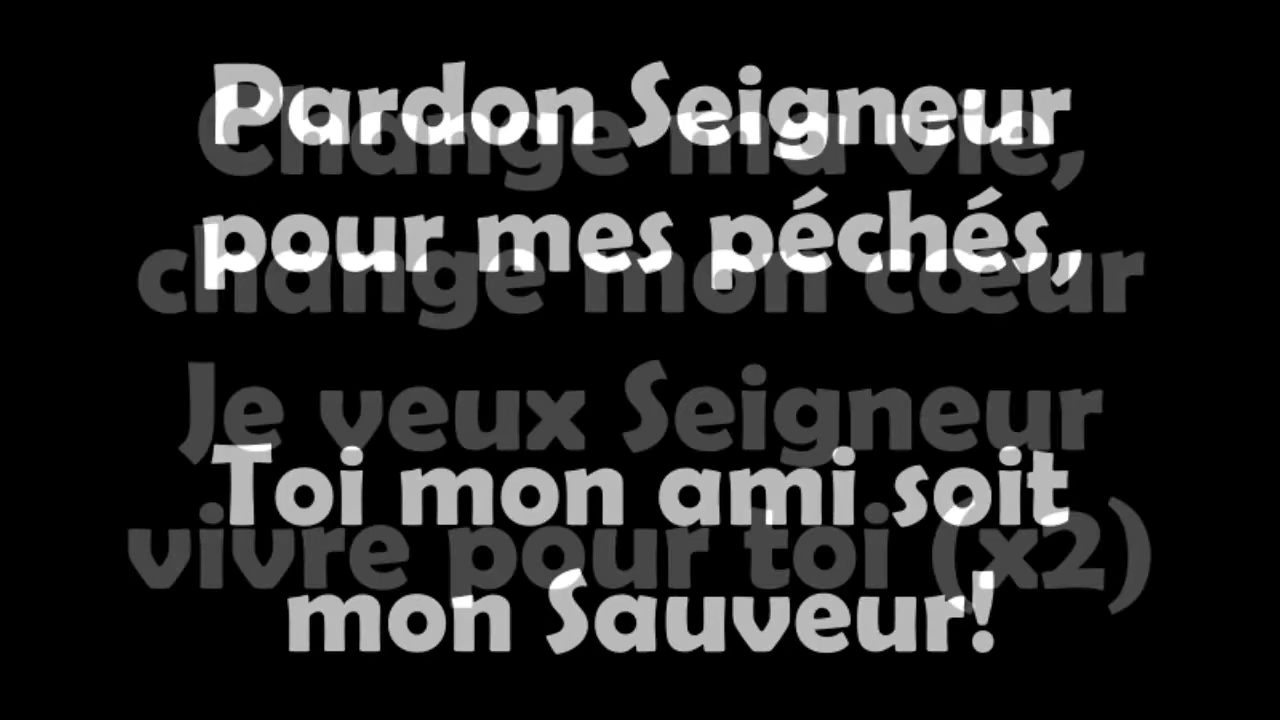 Pardon Seigneur
pour mes péchés,
Toi mon ami soit
mon Sauveur!
Change ma vie,
change mon cœur
Je veux Seigneur
vivre pour toi (x2)